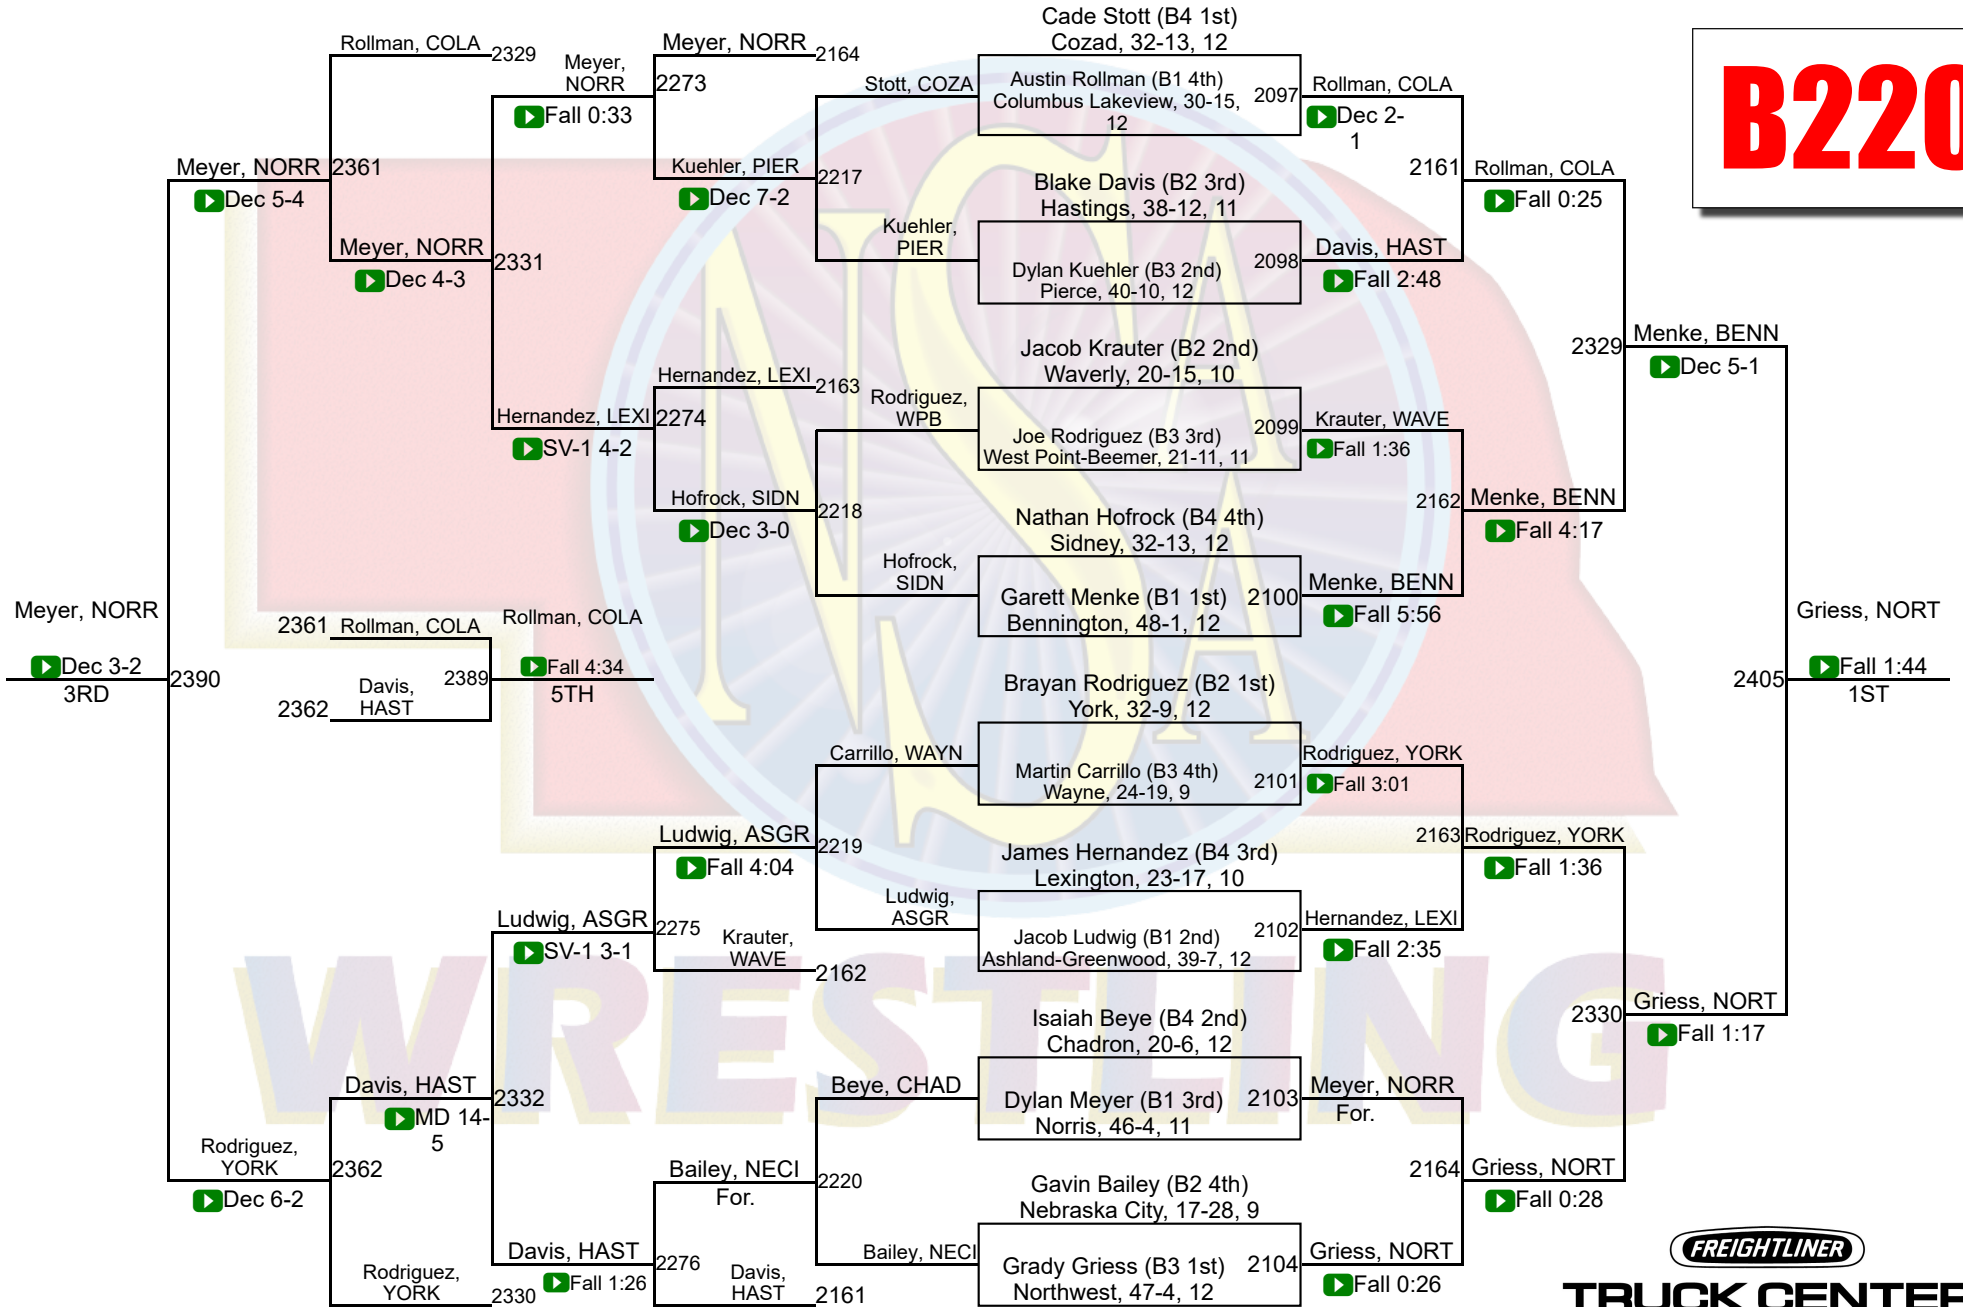 Cade Stott (B4 1st)
Cozad, 32-13, 12
Austin Rollman (B1 4th)
Columbus Lakeview, 30-15,
12
2097
Blake Davis (B2 3rd)
Hastings, 38-12, 11
Dylan Kuehler (B3 2nd)
Pierce, 40-10, 12
2098
Jacob Krauter (B2 2nd)
Waverly, 20-15, 10
Joe Rodriguez (B3 3rd)
West Point-Beemer, 21-11, 11
2099
Nathan Hofrock (B4 4th)
Sidney, 32-13, 12
Garett Menke (B1 1st)
Bennington, 48-1, 12
2100
Brayan Rodriguez (B2 1st)
York, 32-9, 12
Martin Carrillo (B3 4th)
Wayne, 24-19, 9
2101
James Hernandez (B4 3rd)
Lexington, 23-17, 10
Jacob Ludwig (B1 2nd)
Ashland-Greenwood, 39-7, 12
2102
Isaiah Beye (B4 2nd)
Chadron, 20-6, 12
Dylan Meyer (B1 3rd)
Norris, 46-4, 11
2103
Gavin Bailey (B2 4th)
Nebraska City, 17-28, 9
Grady Griess (B3 1st)
Northwest, 47-4, 12
2104
Rollman, COLA
Dec 2-
1
2161
Davis, HAST
Fall 2:48
Krauter, WAVE
Fall 1:36
2162
Menke, BENN
Fall 5:56
Rodriguez, YORK
Fall 3:01
2163
Hernandez, LEXI
Fall 2:35
Meyer, NORR
For.
2164
Griess, NORT
Fall 0:26
Rollman, COLA
Fall 0:25
2329
Menke, BENN
Fall 4:17
Rodriguez, YORK
Fall 1:36
2330
Griess, NORT
Fall 0:28
Menke, BENN
Dec 5-1
2405
Griess, NORT
Fall 1:17
Griess, NORT
Fall 1:44
1ST
Stott, COZA
2217
Kuehler,
PIER
Rodriguez,
WPB
2218
Hofrock,
SIDN
Carrillo, WAYN
2219
Ludwig,
ASGR
Beye, CHAD
2220
Bailey, NECI
Meyer, NORR
2164
2273
Kuehler, PIER
Dec 7-2
Hernandez, LEXI
2163
2274
Hofrock, SIDN
Dec 3-0
Ludwig, ASGR
Fall 4:04
2275
Krauter,
WAVE
2162
Bailey, NECI
For.
2276
Davis,
HAST
2161
Meyer,
NORR
Fall 0:33
2331
Hernandez, LEXI
SV-1 4-2
Ludwig, ASGR
SV-1 3-1
2332
Davis, HAST
Fall 1:26
Rollman, COLA
2329
2361
Meyer, NORR
Dec 4-3
Davis, HAST
MD 14-
5
2362
Rodriguez,
YORK
2330
Meyer, NORR
Dec 5-4
2390
Rodriguez,
YORK
Dec 6-2
Meyer, NORR
Dec 3-2
3RD
2361
Rollman, COLA
2389
2362
Davis,
HAST
Rollman, COLA
Fall 4:34
5TH
B220
NSAA
WRESTLING
FREIGHTLINER
TRUCK CENTER